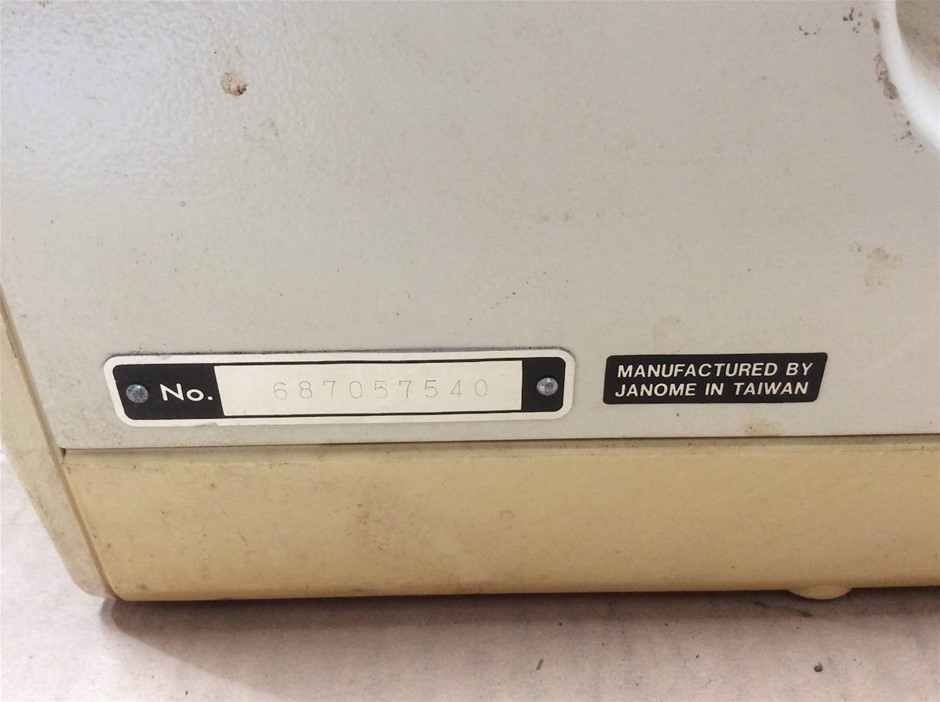 No. 687057540
MANUFACTURED BY
JANOME IN TAIWAN